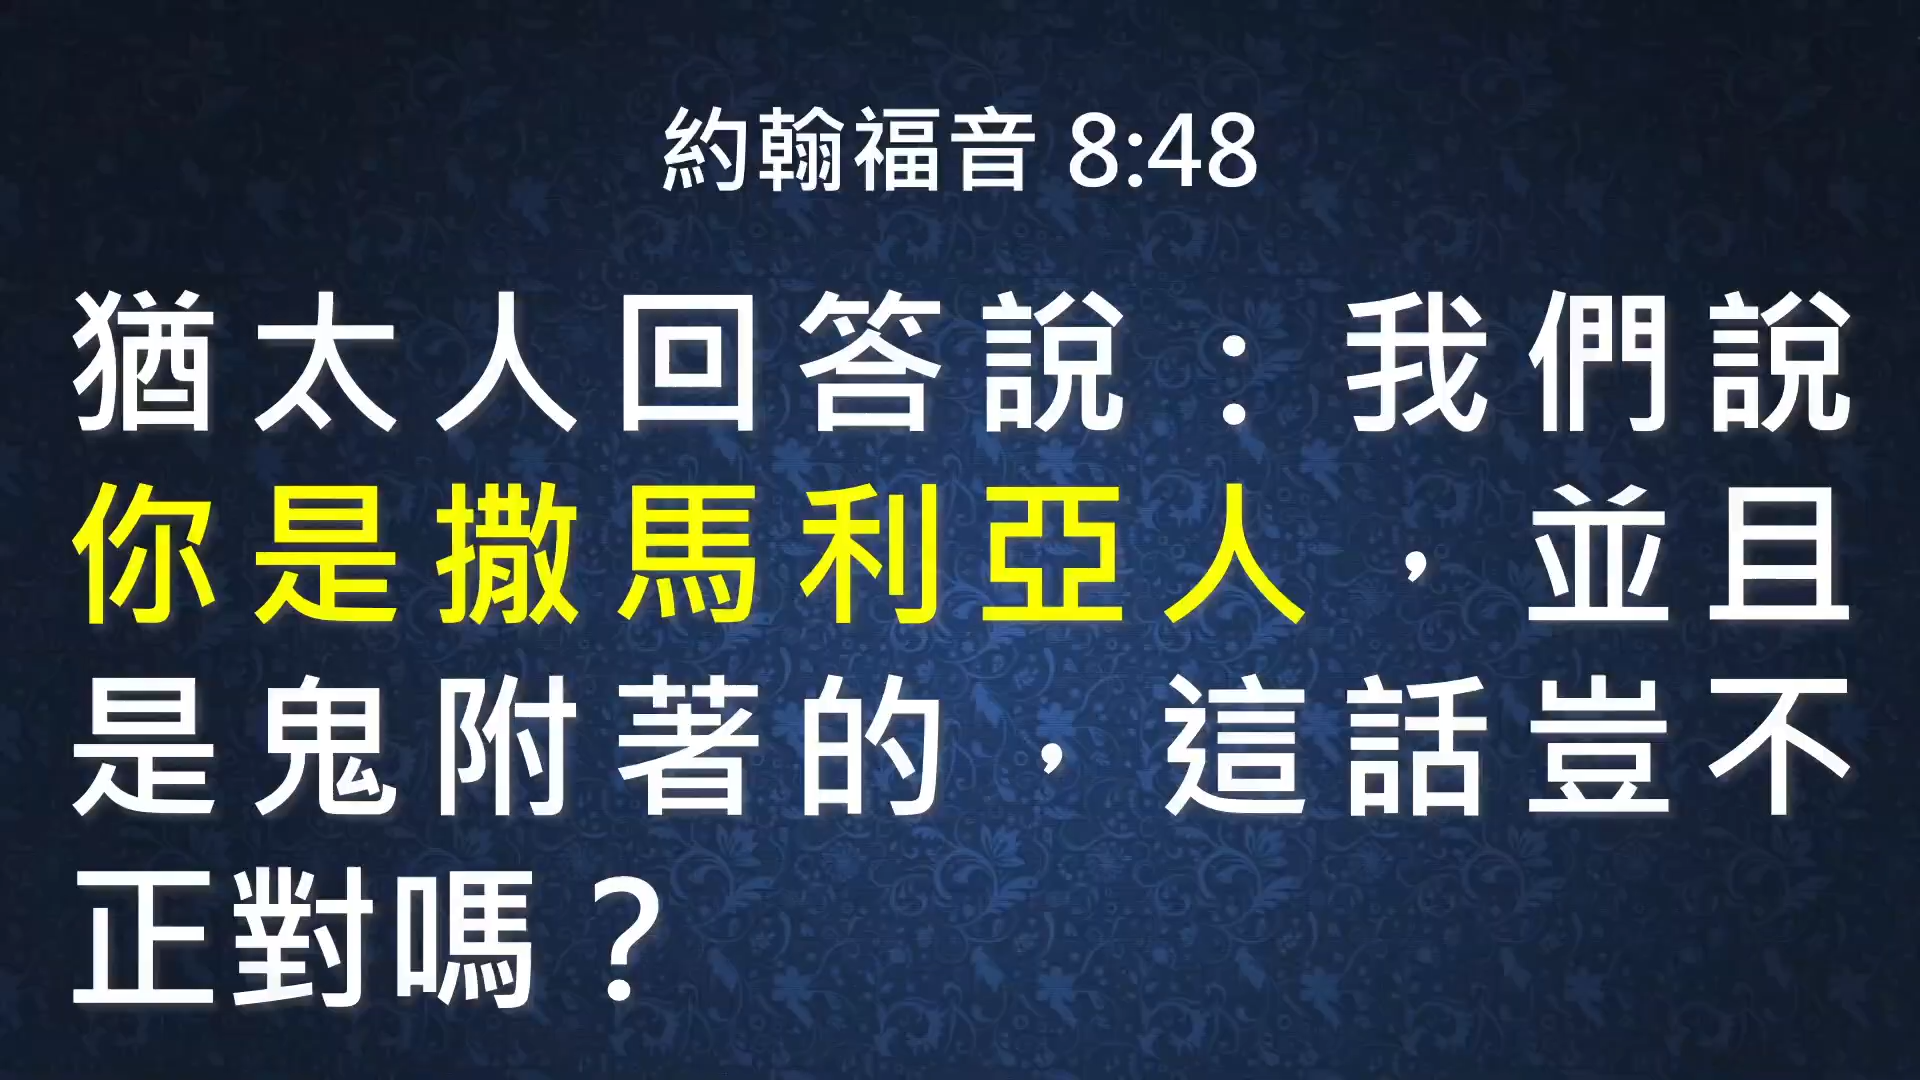 約翰福音 8:48
猶太人回答說：我們說
你是撒馬利亞人，並且
是鬼附著的，這話豈不
正對嗎？